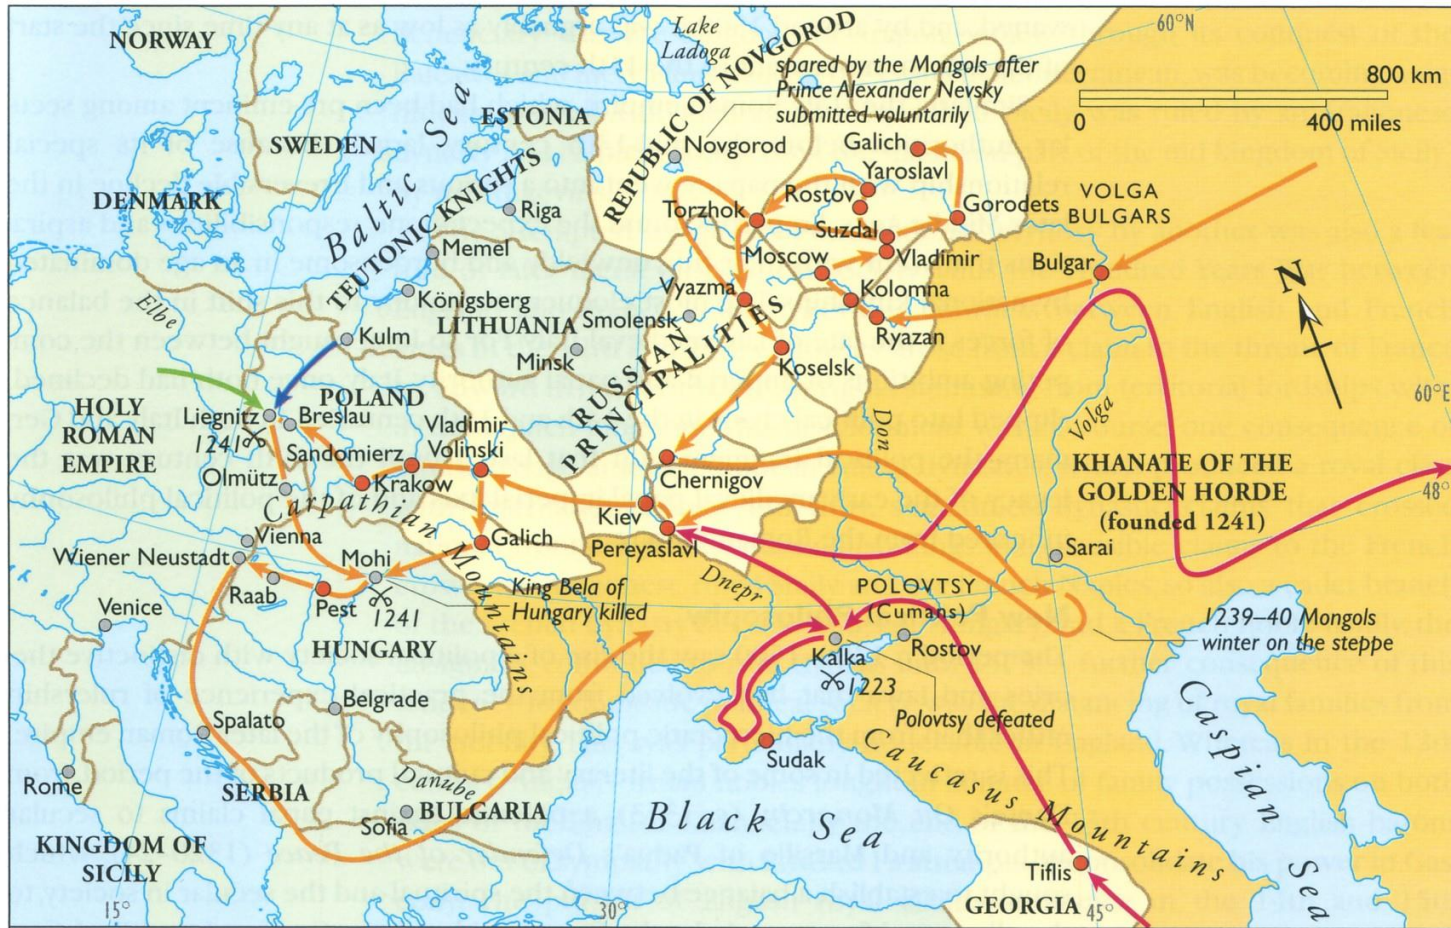 NORWAY
SWEDEN
DENMARK
Baltic Sea
ESTONIA
TEUTONIC KNIGHTS
Riga
Memel
Königsberg
LITHUANIA
Kulm
Minsk
Elbe
Lake
Ladoga
REPUBLIC OF NOVGOROD
spared by the Mongols after
Prince Alexander Nevsky
submitted voluntarily
Novgorod
60°N
0
800 km
0
400 miles
Galich
Yaroslavl
Rostov
Torzhok
Suzdal
Gorodets
VOLGA
BULGARS
Moscow
Vladimir
Bulgar
Vyazma
Kolomna
Smolensk
Ryazan
N
RUSSIAN
PRINCIPALITIES
Koselsk
Don
Volga
60°E
HOLY
ROMAN
EMPIRE
Liegnitz
1241
Breslau
POLAND
Vladimir
Volinski
Sandomierz
Olmütz
Krakow
Carpathian Mountains
Chernigov
Kiev
Pereyaslavl
KHANATE OF THE
GOLDEN HORDE
(founded 1241)
48°
Sarai
Vienna
Wiener Neustadt
Mohi
Galich
Raab
Pest
1241
King Bela of
Hungary killed
Dnepr
POLOVTSY
(Cumans)
1239–40 Mongols
winter on the steppe
Venice
HUNGARY
Kalka
Rostov
1223
Polovtsy defeated
Belgrade
Spalato
Sudak
Caucasus Mountains
Caspian Sea
Rome
SERBIA
Danube
BULGARIA
Sofia
Black Sea
KINGDOM OF
SICILY
Tiflis
GEORGIA
15°
30°
45°